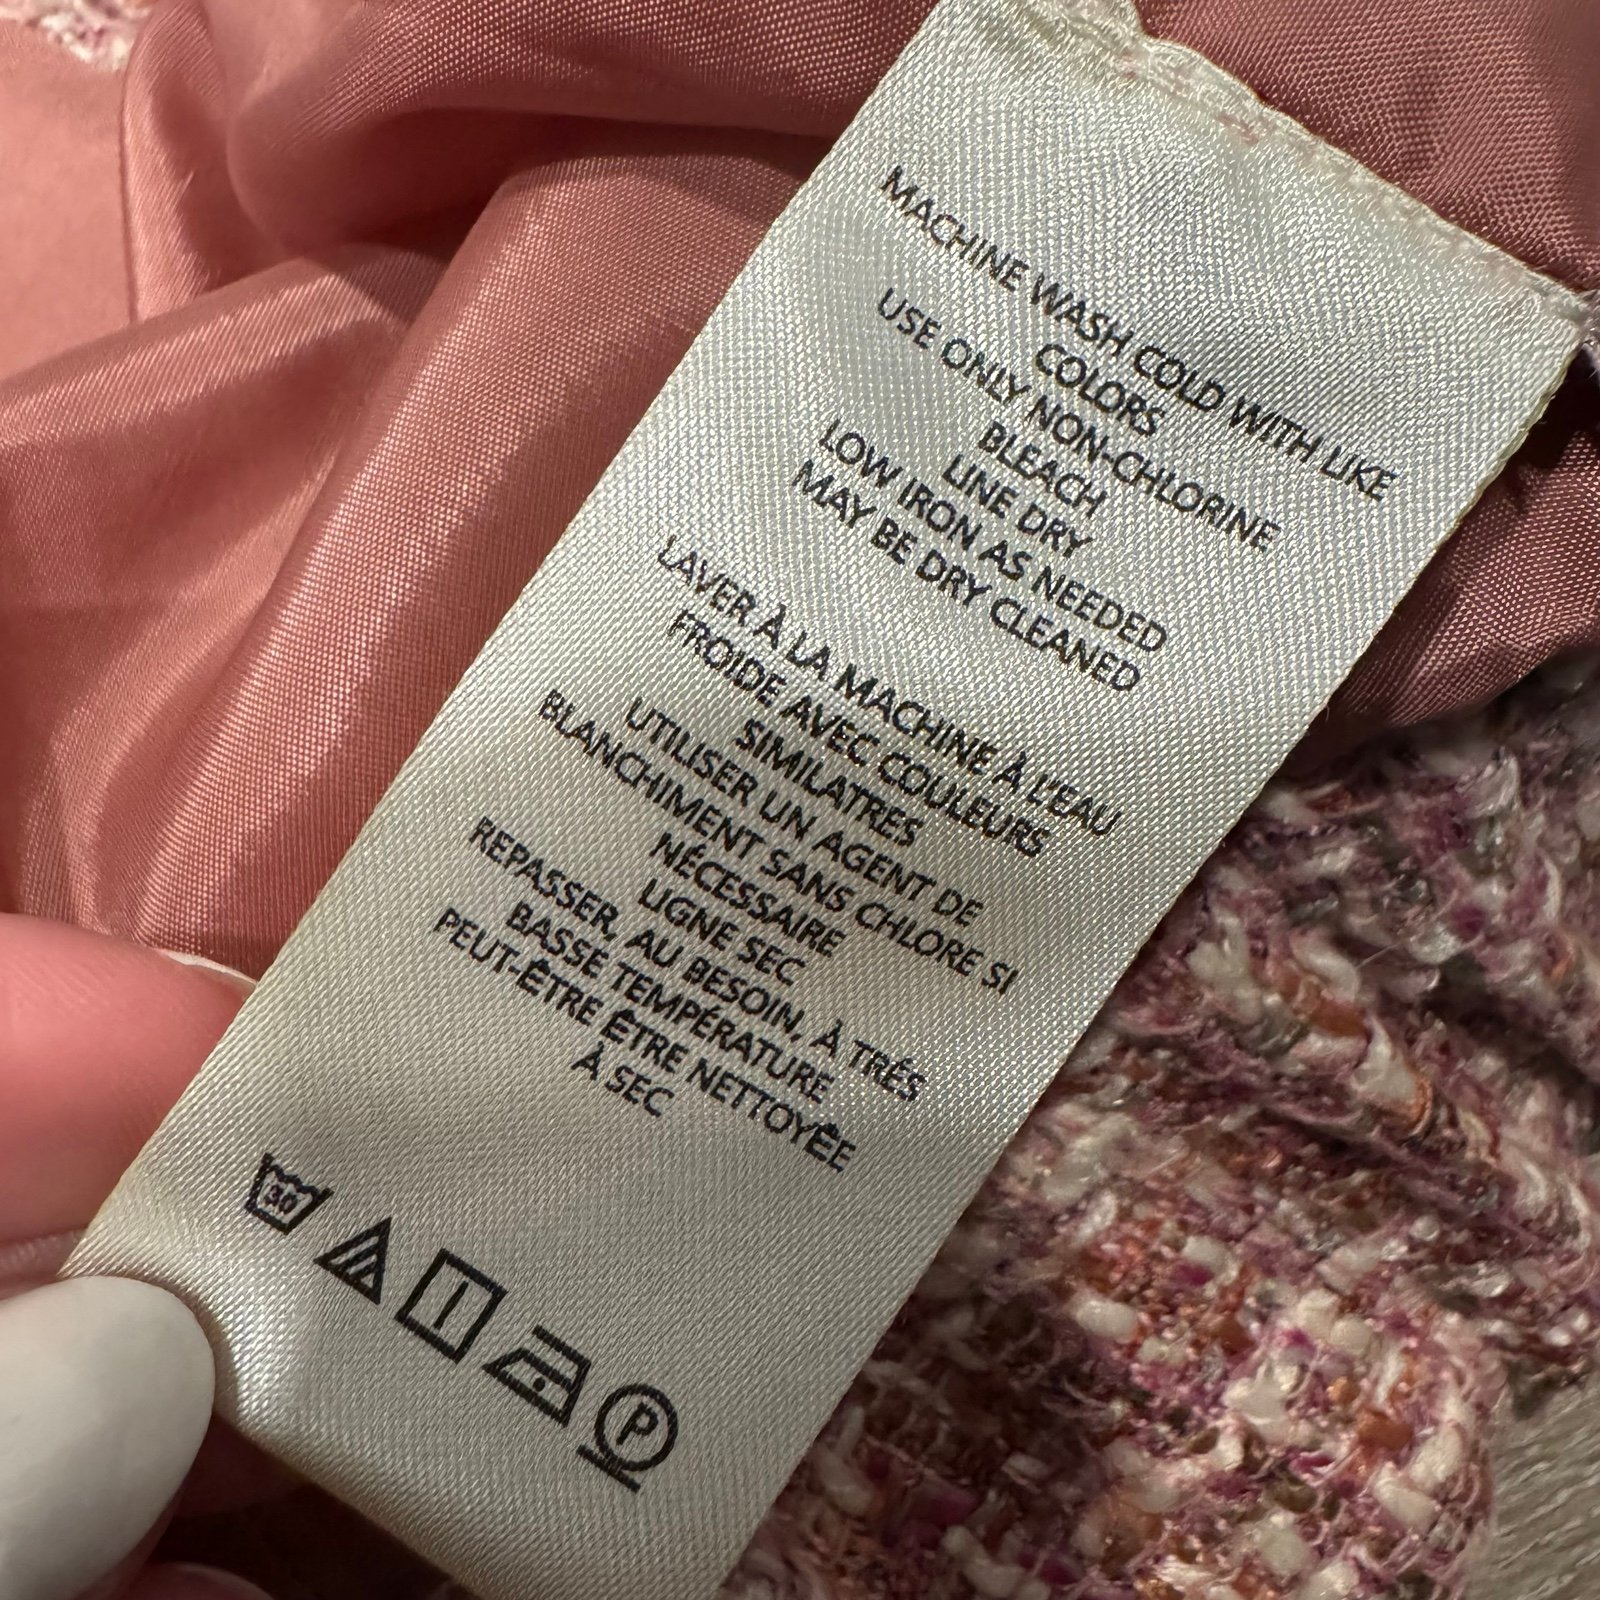 MACHINE WASH COLD WITH LIKE
COLORS
USE ONLY NON-CHLORINE
BLEACH
LINE DRY
LOW IRON AS NEEDED
MAY BE DRY CLEANED
LAVER À LA MACHINE À L'EAU
FROIDE AVEC COULEURS
SIMILATRES
UTILISER UN AGENT DE
BLANCHIMENT SANS CHLORE SI
NÉCESSAIRE
LIGNE SEC
REPASSER, AU BESOIN, À TRÉS
BASSE TEMPÉRATURE
PEUT-ÊTRE ÊTRE NETTOYÊE
À SEC
30
P